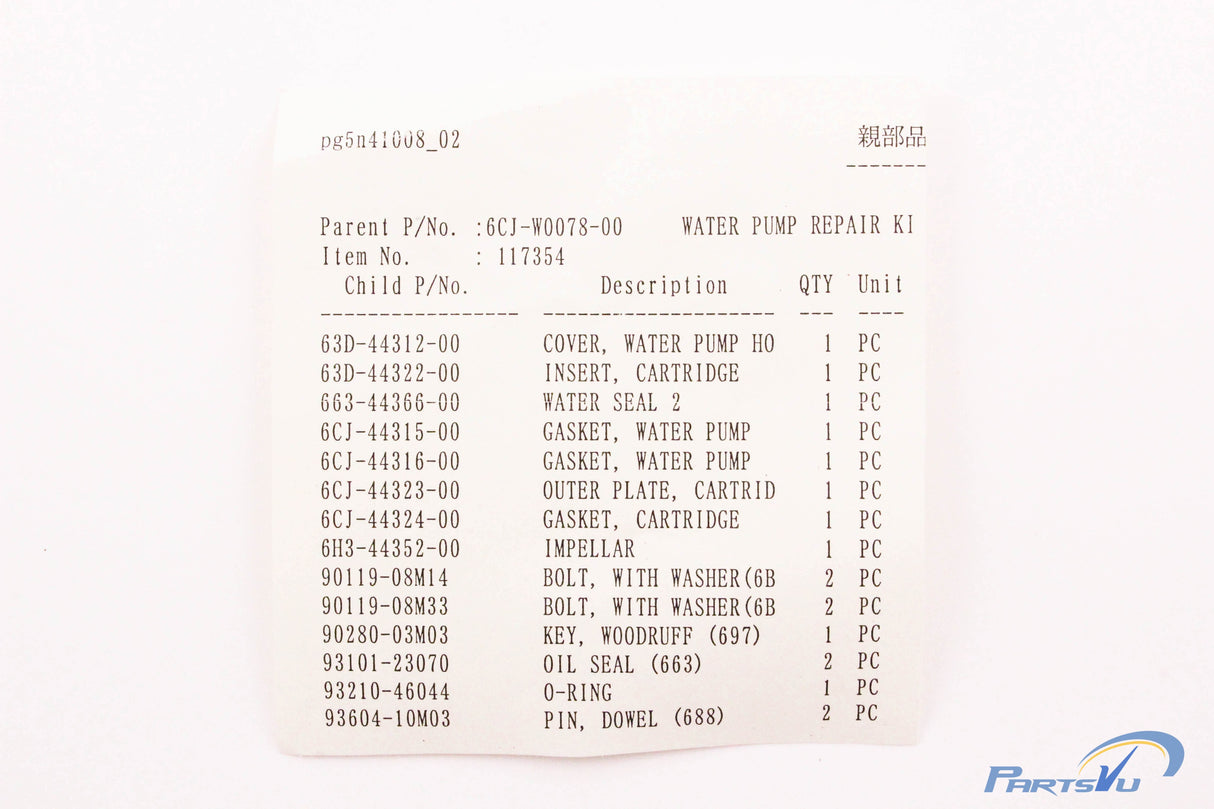 pg5n41008_02 親部品
Parent P/No. :6CJ-W0078-00 WATER PUMP REPAIR KI
Item No. : 117354
Child P/No. Description QTY Unit
63D-44312-00 COVER, WATER PUMP HO 1 PC
63D-44322-00 INSERT, CARTRIDGE 1 PC
663-44366-00 WATER SEAL 2 1 PC
6CJ-44315-00 GASKET, WATER PUMP 1 PC
6CJ-44316-00 GASKET, WATER PUMP 1 PC
6CJ-44323-00 OUTER PLATE, CARTRID 1 PC
6CJ-44324-00 GASKET, CARTRIDGE 1 PC
6H3-44352-00 IMPELLAR 1 PC
90119-08M14 BOLT, WITH WASHER(6B 2 PC
90119-08M33 BOLT, WITH WASHER(6B 2 PC
90280-03M03 KEY, WOODRUFF (697) 1 PC
93101-23070 OIL SEAL (663) 2 PC
93210-46044 O-RING 1 PC
93604-10M03 PIN, DOWEL (688) 2 PC
PARTSVU